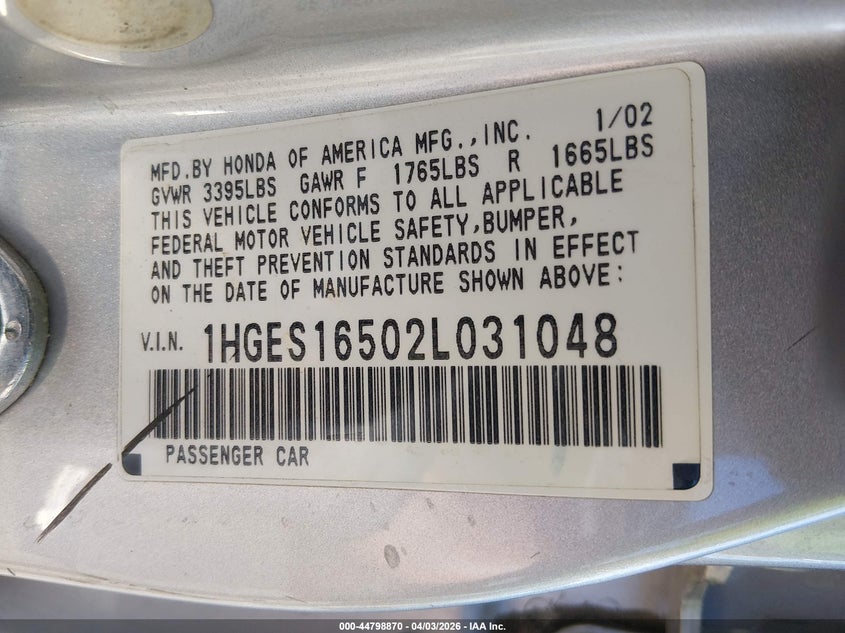 MFD.BY HONDA OF AMERICA MFG.,INC. 1/02
GVWR 3395LBS GAWR F 1765LBS R 1665LBS
THIS VEHICLE CONFORMS TO ALL APPLICABLE
FEDERAL MOTOR VEHICLE SAFETY,BUMPER,
AND THEFT PREVENTION STANDARDS IN EFFECT
ON THE DATE OF MANUFACTURE SHOWN ABOVE:
V.I.N. 1HGES16502L031048
PASSENGER CAR
000-44798870 - 04/03/2026 - IAA Inc.